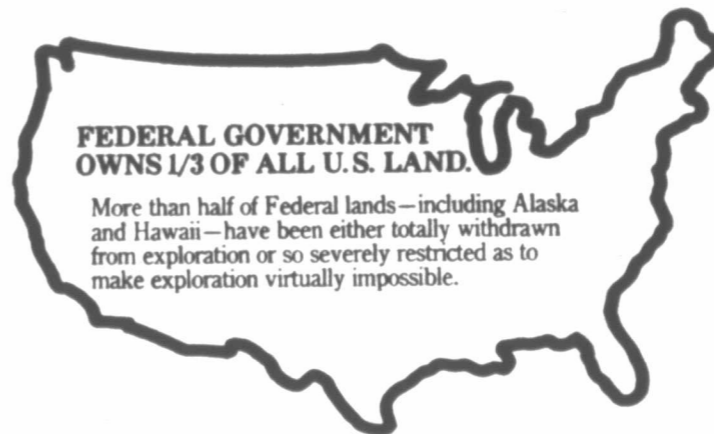 FEDERAL GOVERNMENT
OWNS 1/3 OF ALL U.S. LAND.
More than half of Federal lands—including Alaska
and Hawaii—have been either totally withdrawn
from exploration or so severely restricted as to
make exploration virtually impossible.